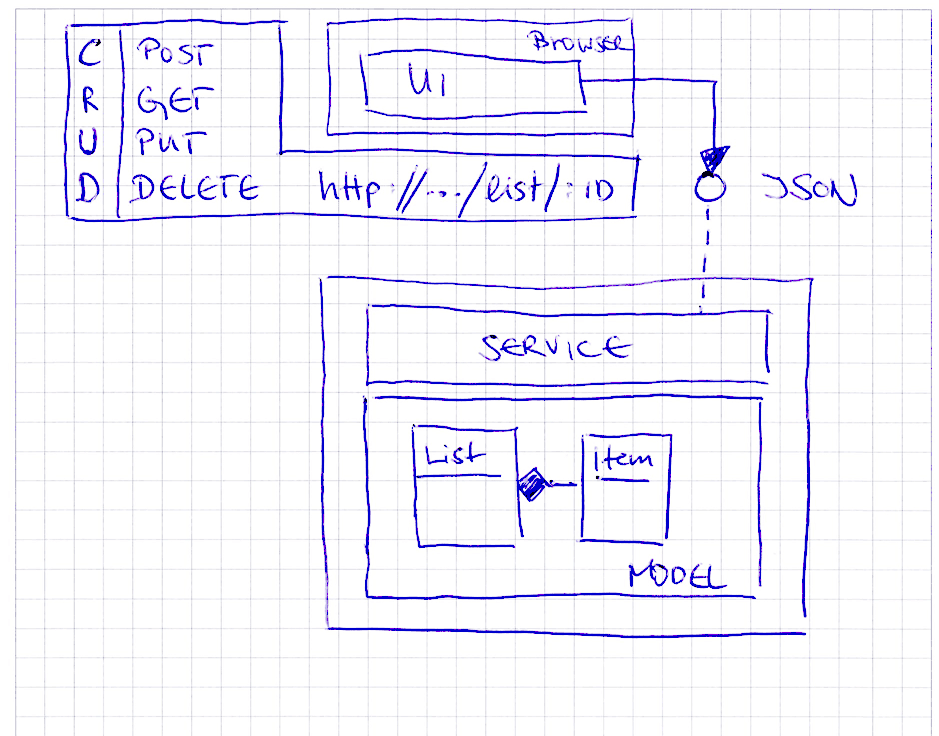 C POST
R GET
U PUT
D DELETE http://.../list/:ID
Browser
UI
JSON
SERVICE
List
Item
MODEL